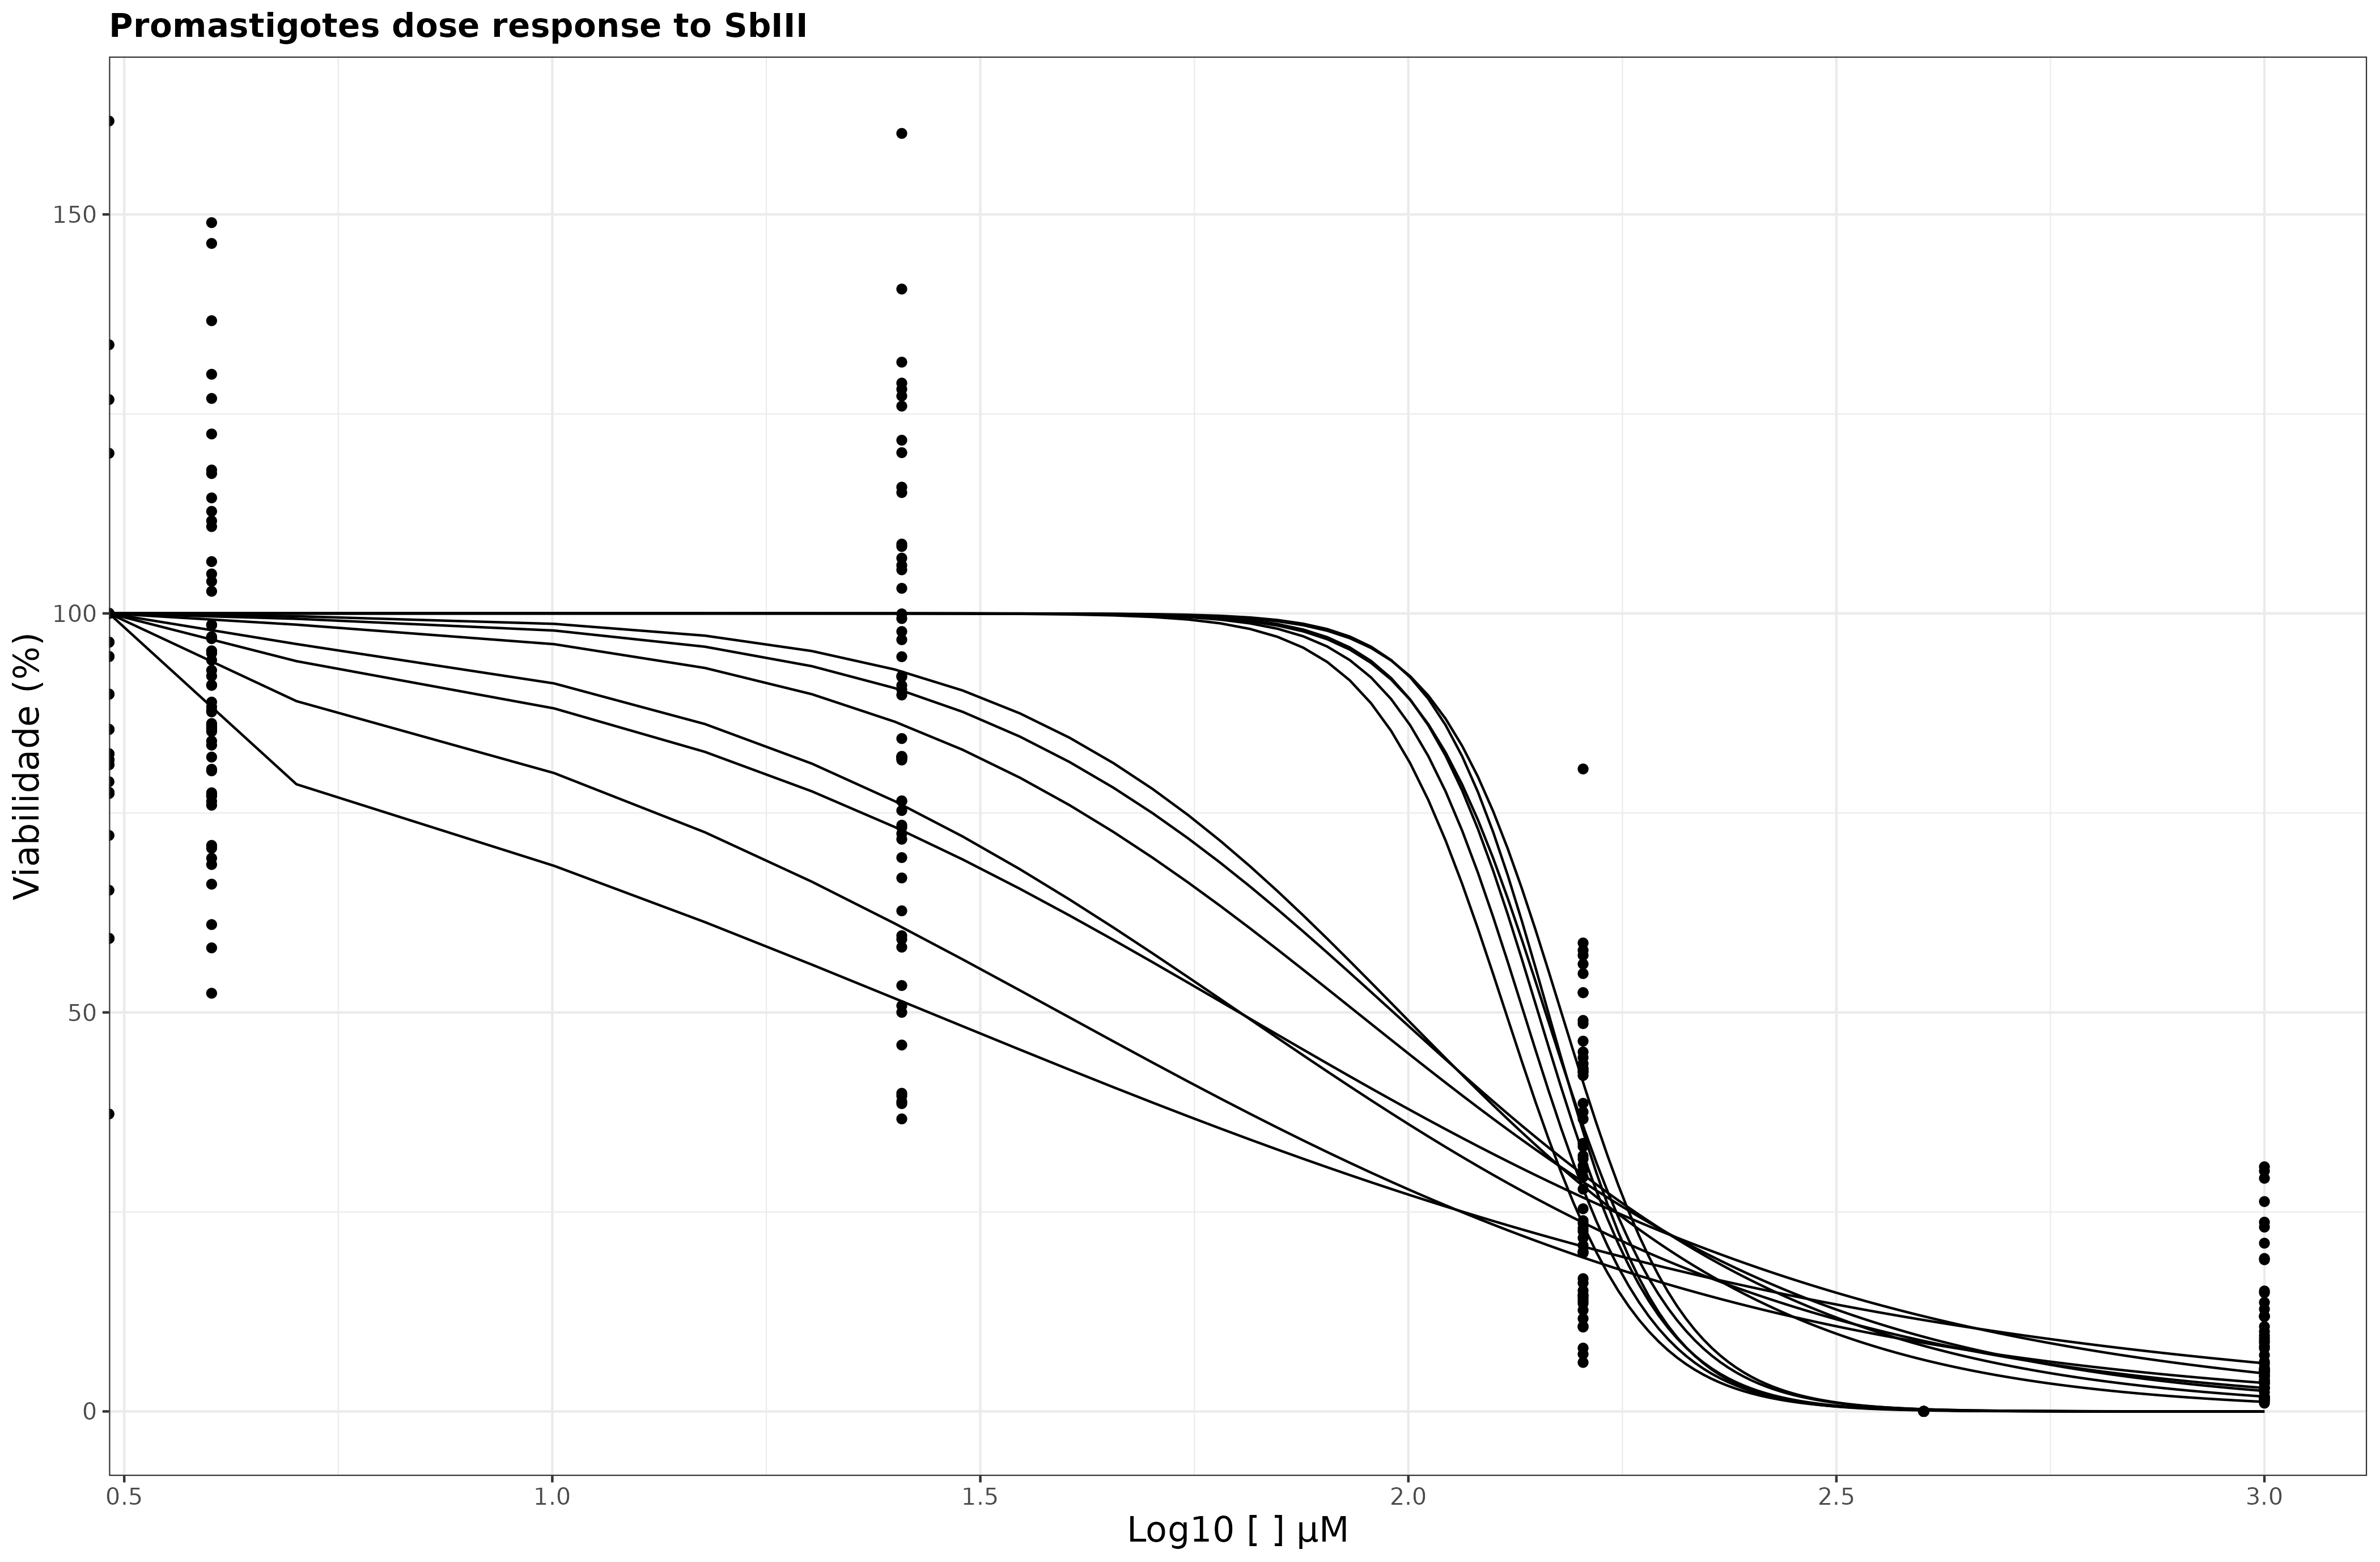 Promastigotes dose response to SbIII
Viabilidade (%)
150
100
50
0
0.5 1.0 1.5 2.0 2.5 3.0
Log10 [ ] µM